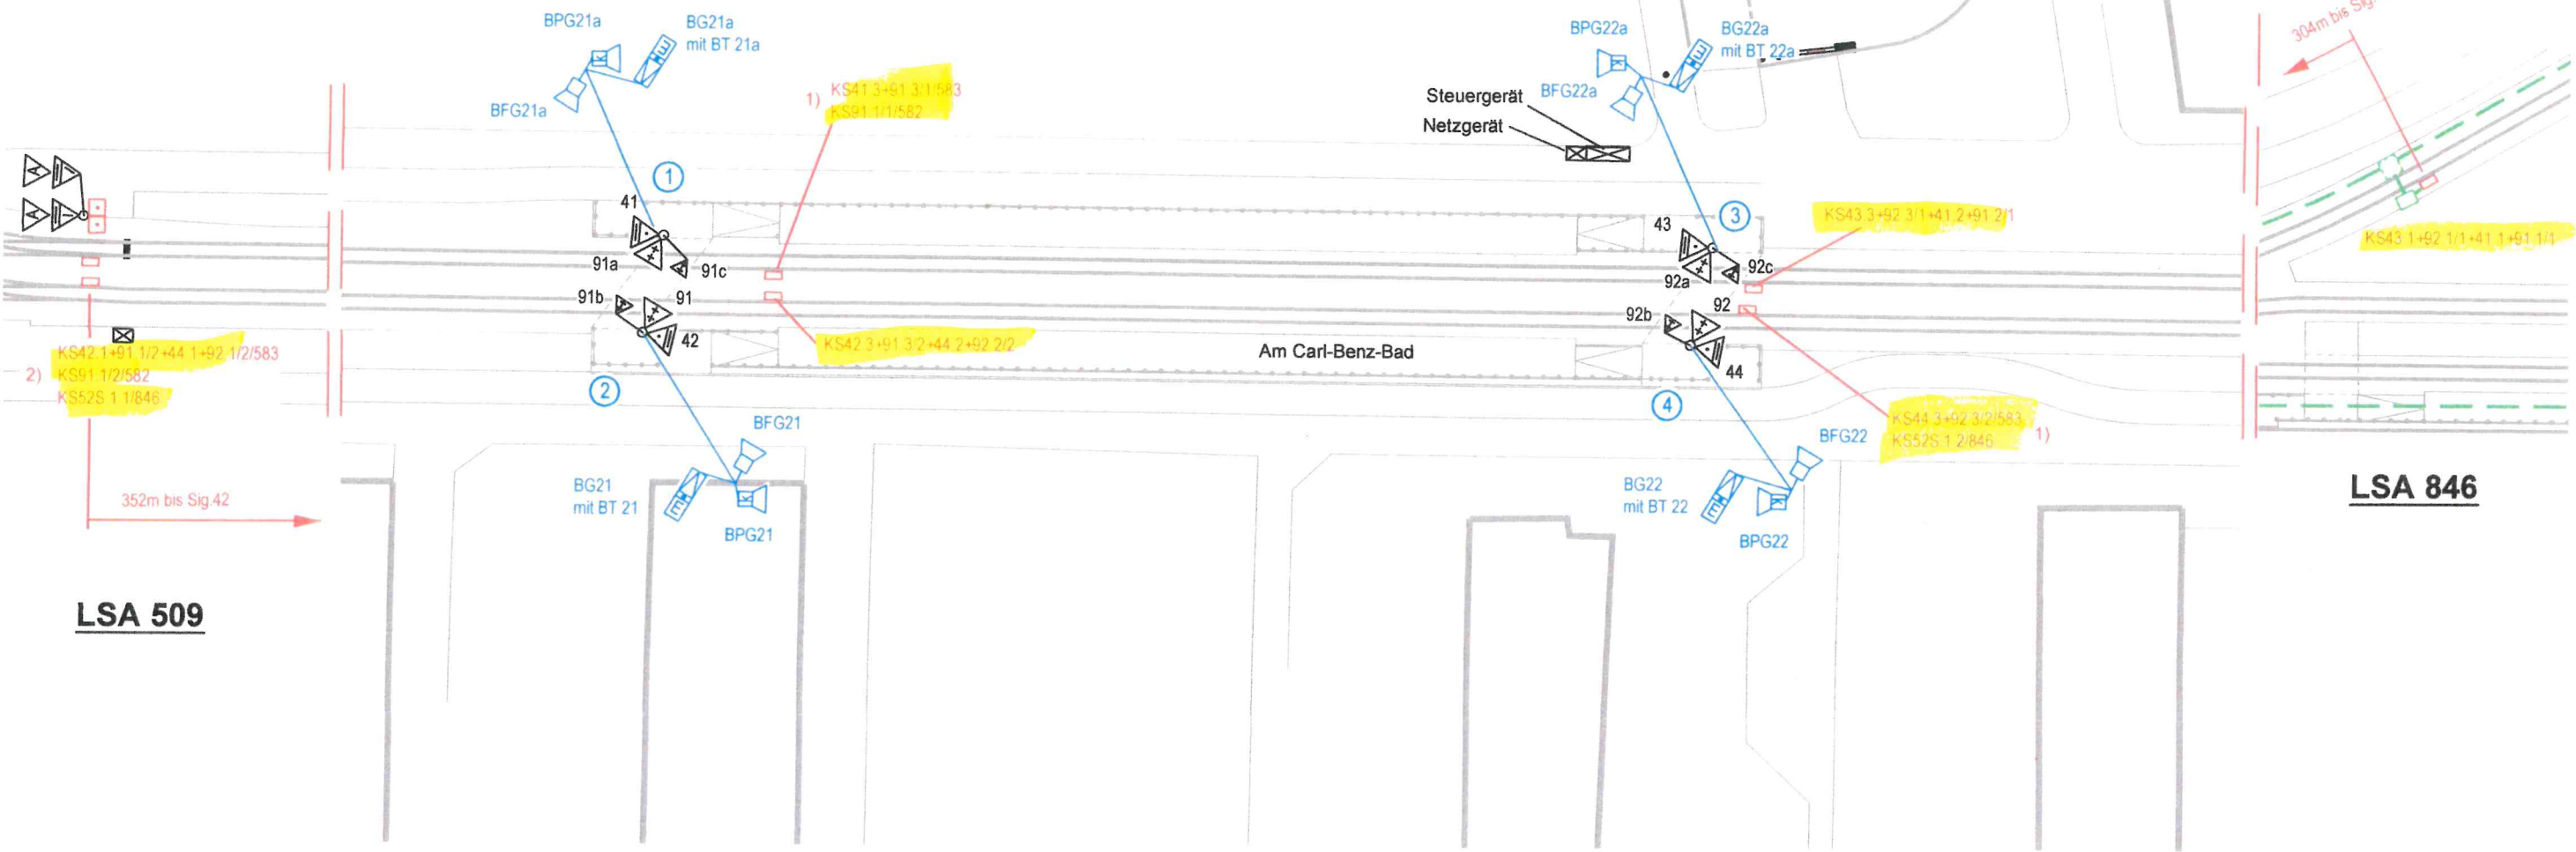 BPG21a
BG21a
mit BT 21a
BFG21a
1)
KS41.3+91.3/1/583
KS91.1/1/582
BPG22a
BG22a
mit BT 22a
BFG22a
Steuergerät
Netzgerät
304m bis
1
41
91a
91c
91b
91
42
2
3
43
92a
92c
92
92b
44
4
KS43.3+92.3/1+41.2+91.2/1
KS43.1+92.1/1+41.1+91.1/1
KS42.1+91.1/2+44.1+92.1/2/583
2)
KS91.1/2/582
KS52S.1.1/846
KS42.3+91.3/2+44.2+92.2/2
Am Carl-Benz-Bad
KS44.3+92.3/2/583
KS52S.1.2/846
1)
352m bis Sig.42
BFG21
BG21
mit BT 21
BPG21
BFG22
BG22
mit BT 22
BPG22
LSA 509
LSA 846